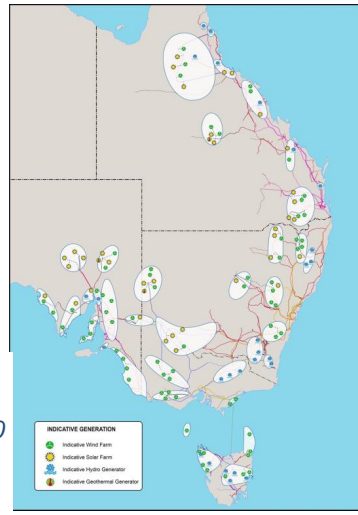 INDICATIVE GENERATION
Indicative Wind Farm
Indicative Solar Farm
Indicative Hydro Generator
Indicative Geothermal Generator